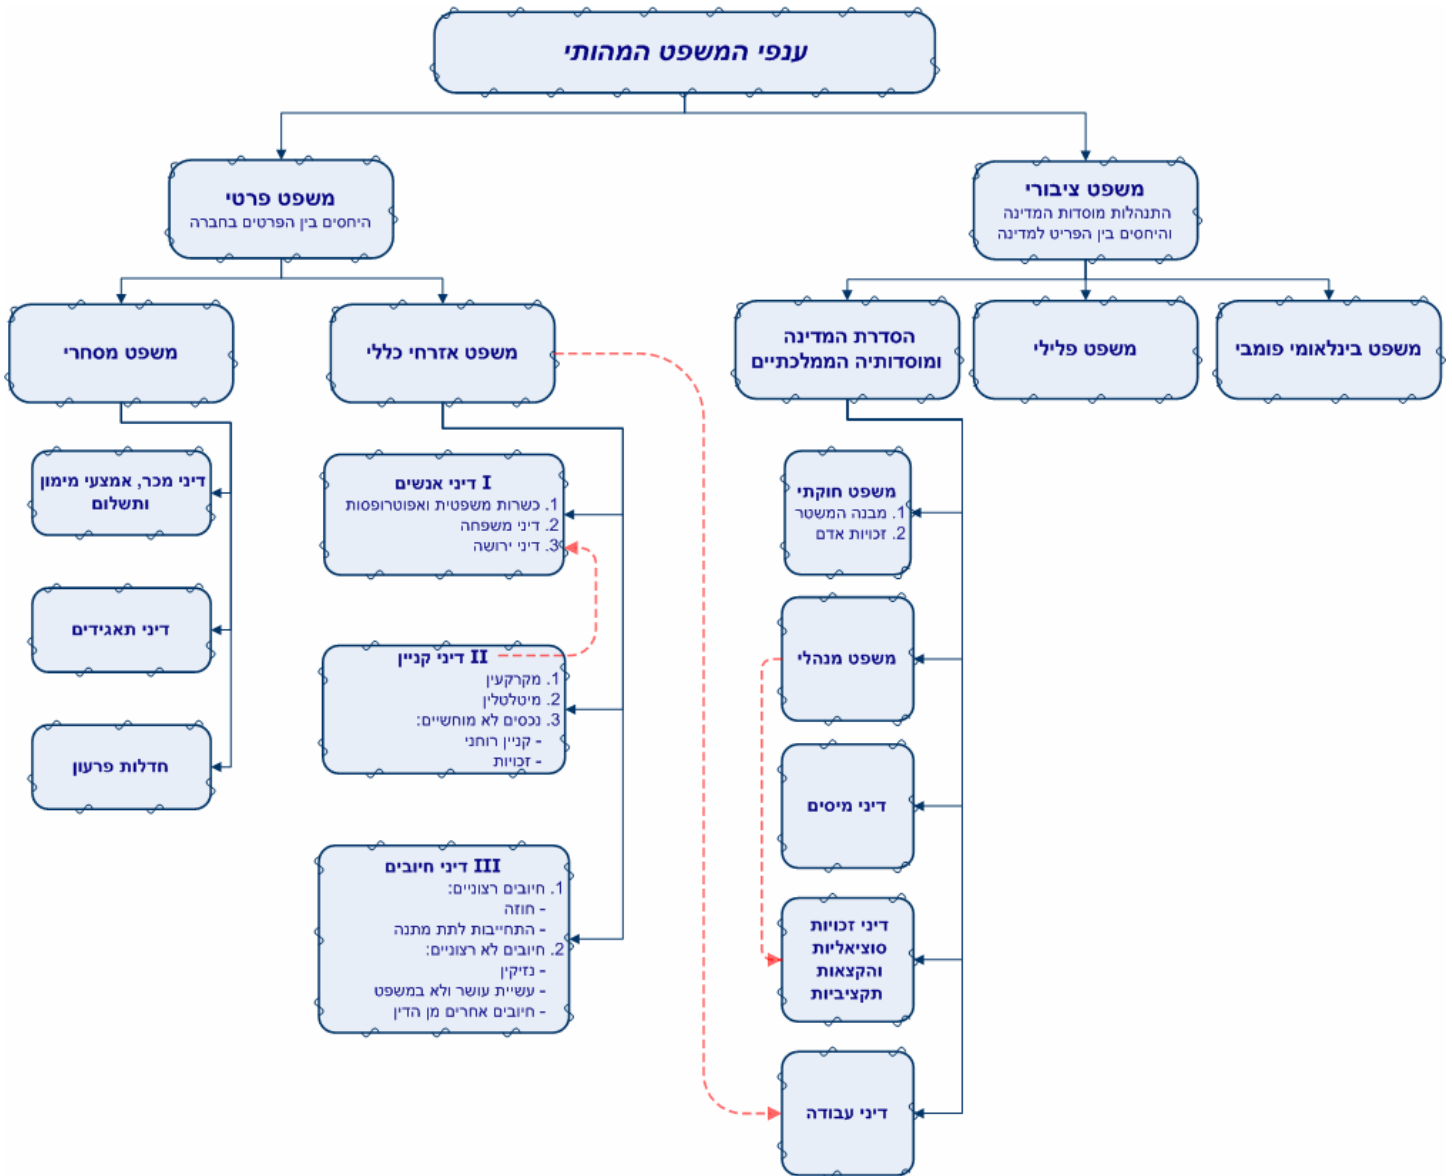 ענפי המשפט המהותי
משפט ציבורי
התנהלות מוסדות המדינה
והיחסים בין הפריט למדינה
משפט פרטי
היחסים בין הפרטים בחברה
משפט בינלאומי פומבי
משפט פלילי
הסדרת המדינה
ומוסדותיה הממלכתיים
משפט אזרחי כללי
משפט מסחרי
משפט חוקתי
1. מבנה המשטר
2. זכויות אדם
משפט מנהלי
דיני מיסים
דיני זכויות
סוציאליות
והקצאות
תקציביות
דיני עבודה
I דיני אנשים
1. כשרות משפטית ואפוטרופסות
2. דיני משפחה
3. דיני ירושה
II דיני קניין
1. מקרקעין
2. מיטלטלין
3. נכסים לא מוחשיים:
- קניין רוחני
- זכויות
III דיני חיובים
1. חיובים רצוניים:
- חוזה
- התחייבות לתת מתנה
2. חיובים לא רצוניים:
- נזיקין
- עשיית עושר ולא במשפט
- חיובים אחרים מן הדין
דיני מכר, אמצעי מימון
ותשלום
דיני תאגידים
חדלות פרעון